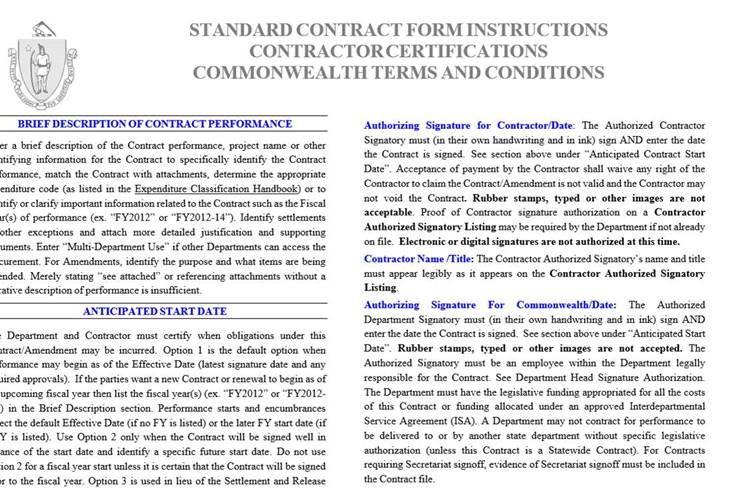 STANDARD CONTRACT FORM INSTRUCTIONS
CONTRACTOR CERTIFICATIONS
COMMONWEALTH TERMS AND CONDITIONS
BRIEF DESCRIPTION OF CONTRACT PERFORMANCE
er a brief description of the Contract performance, project name or other
ntifying information for the Contract to specifically identify the Contract
formance, match the Contract with attachments, determine the appropriate
enditure code (as listed in the Expenditure Classification Handbook) or to
ntify or clarify important information related to the Contract such as the Fiscal
ar(s) of performance (ex. “FY2012” or “FY2012-14”). Identify settlements
other exceptions and attach more detailed justification and supporting
uments. Enter “Multi-Department Use” if other Departments can access the
curement. For Amendments, identify the purpose and what items are being
ended. Merely stating “see attached” or referencing attachments without a
rative description of performance is insufficient.
ANTICIPATED START DATE
Department and Contractor must certify when obligations under this
ntract/Amendment may be incurred. Option 1 is the default option when
formance may begin as of the Effective Date (latest signature date and any
uired approvals). If the parties want a new Contract or renewal to begin as of
upcoming fiscal year then list the fiscal year(s) (ex. “FY2012” or “FY2012-
) in the Brief Description section. Performance starts and encumbrances
ect the default Effective Date (if no FY is listed) or the later FY start date (if
Y is listed). Use Option 2 only when the Contract will be signed well in
ance of the start date and identify a specific future start date. Do not use
ion 2 for a fiscal year start unless it is certain that the Contract will be signed
or to the fiscal year. Option 3 is used in lieu of the Settlement and Release
Authorizing Signature for Contractor/Date: The Authorized Contractor
Signatory must (in their own handwriting and in ink) sign AND enter the date
the Contract is signed. See section above under “Anticipated Contract Start
Date”. Acceptance of payment by the Contractor shall waive any right of the
Contractor to claim the Contract/Amendment is not valid and the Contractor may
not void the Contract. Rubber stamps, typed or other images are not
acceptable. Proof of Contractor signature authorization on a Contractor
Authorized Signatory Listing may be required by the Department if not already
on file. Electronic or digital signatures are not authorized at this time.
Contractor Name /Title: The Contractor Authorized Signatory’s name and title
must appear legibly as it appears on the Contractor Authorized Signatory
Listing.
Authorizing Signature For Commonwealth/Date: The Authorized
Department Signatory must (in their own handwriting and in ink) sign AND
enter the date the Contract is signed. See section above under “Anticipated Start
Date”. Rubber stamps, typed or other images are not accepted. The
Authorized Signatory must be an employee within the Department legally
responsible for the Contract. See Department Head Signature Authorization.
The Department must have the legislative funding appropriated for all the costs
of this Contract or funding allocated under an approved Interdepartmental
Service Agreement (ISA). A Department may not contract for performance to
be delivered to or by another state department without specific legislative
authorization (unless this Contract is a Statewide Contract). For Contracts
requiring Secretariat signoff, evidence of Secretariat signoff must be included in
the Contract file.